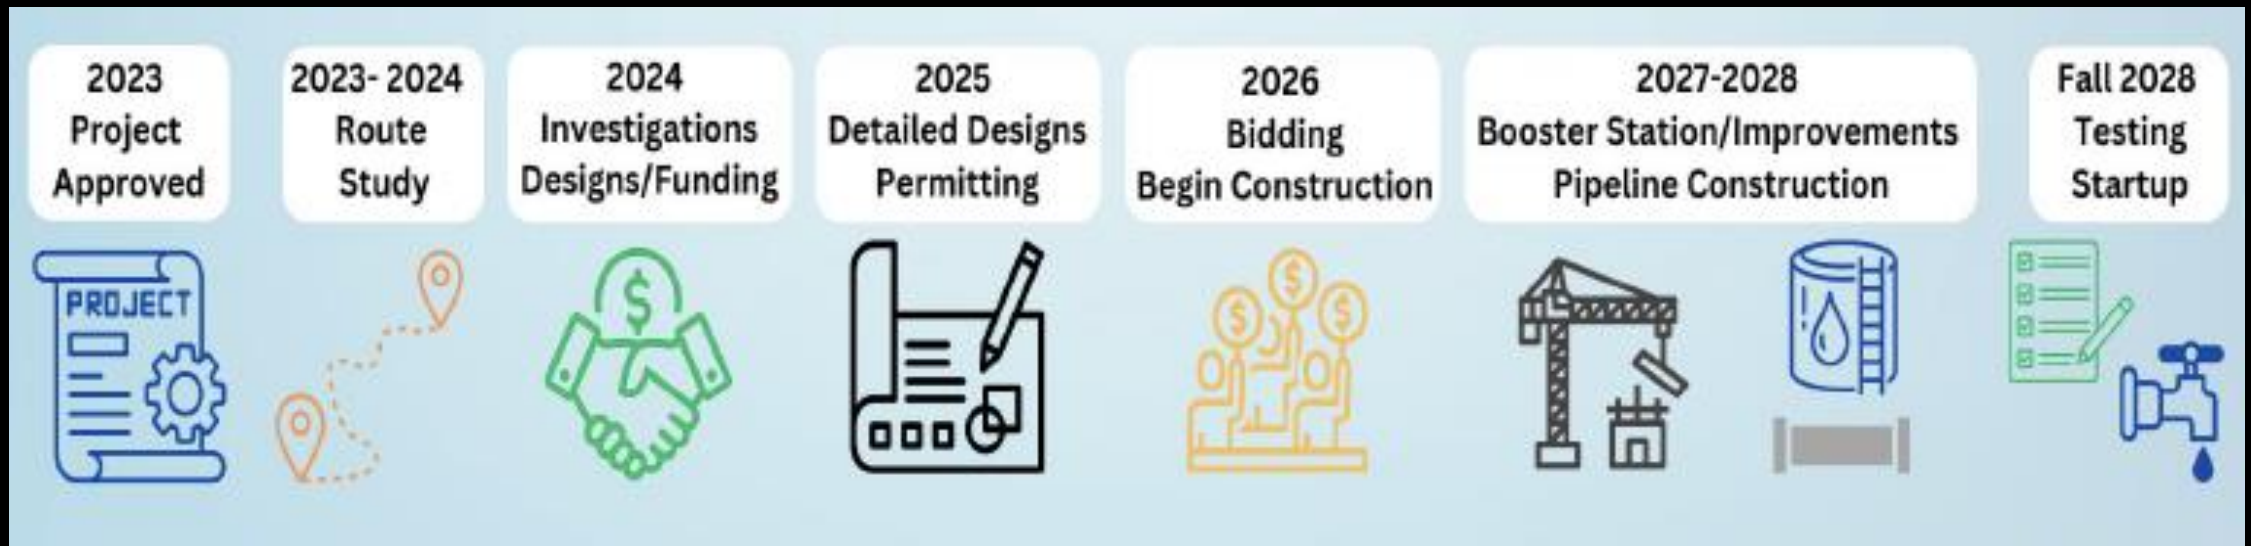 2023
Project
Approved
2023- 2024
Route
Study
2024
Investigations
Designs/Funding
2025
Detailed Designs
Permitting
2026
Bidding
Begin Construction
2027-2028
Booster Station/Improvements
Pipeline Construction
Fall 2028
Testing
Startup
PROJECT
$
$
$
$